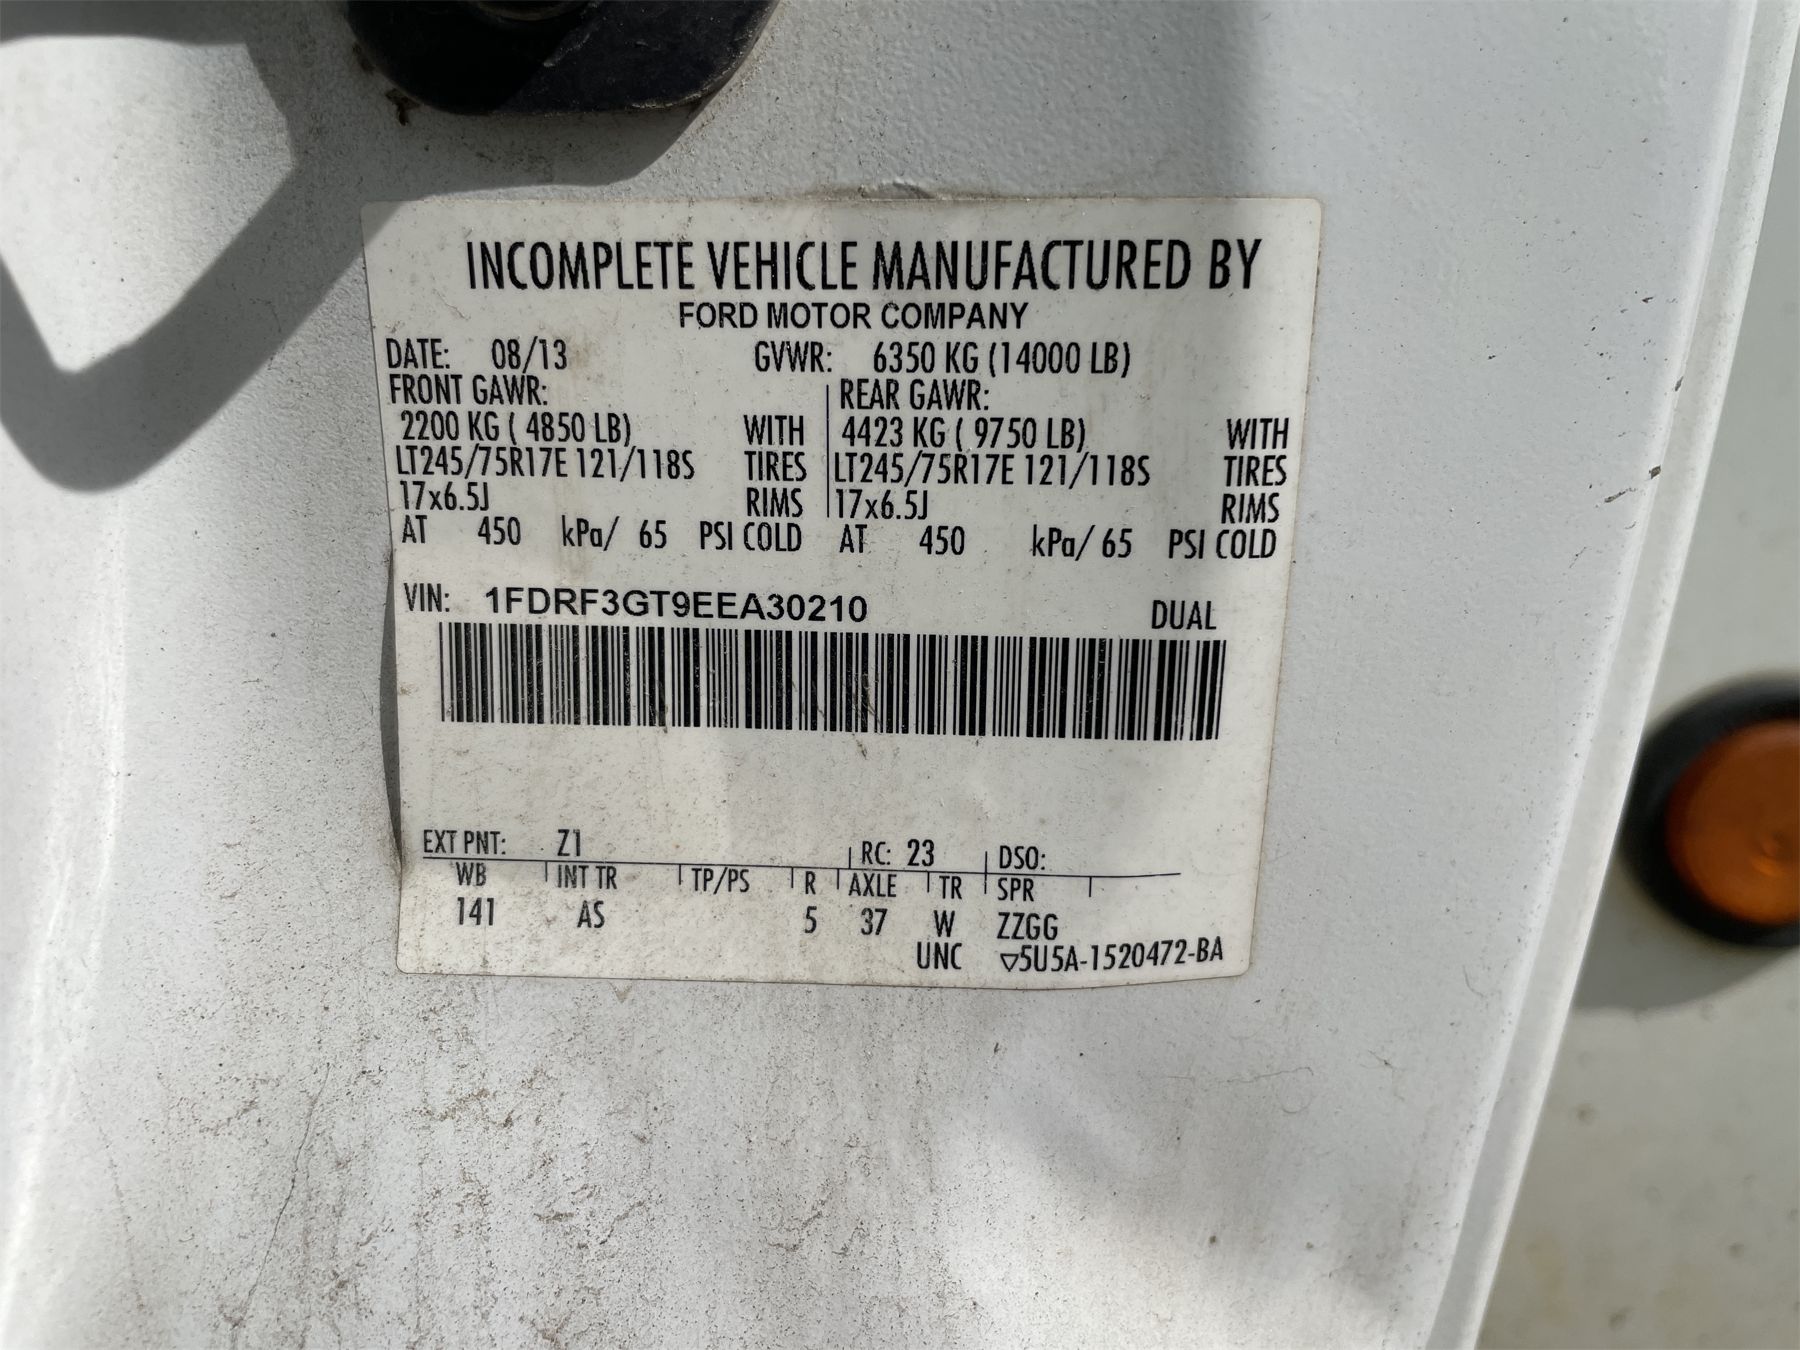 INCOMPLETE VEHICLE MANUFACTURED BY
FORD MOTOR COMPANY
DATE: 08/13 GVWR: 6350 KG (14000 LB)
FRONT GAWR: REAR GAWR:
2200 KG ( 4850 LB) WITH 4423 KG ( 9750 LB) WITH
LT245/75R17E 121/118S TIRES LT245/75R17E 121/118S TIRES
17x6.5J RIMS 17x6.5J RIMS
AT 450 kPa/ 65 PSI COLD AT 450 kPa/ 65 PSI COLD
VIN: 1FDRF3GT9EEA30210 DUAL
EXT PNT: Z1 RC: 23 DSO:
WB INT TR TP/PS R AXLE TR SPR
141 AS 5 37 W ZZGG
UNC ▽5U5A-1520472-BA